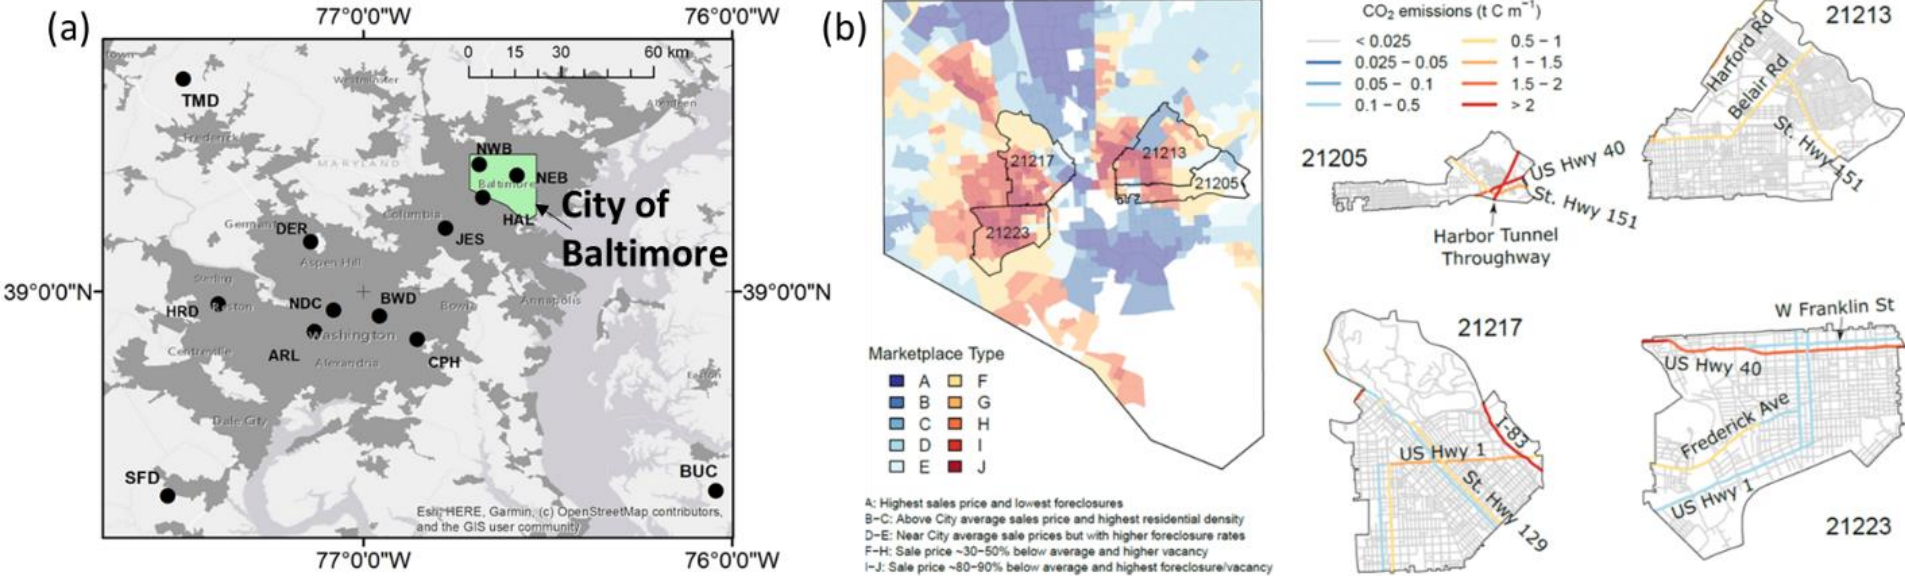 (a)
77°0'0"W
76°0'0"W
0 15 30 60 km
town
Westminster
Aberdeen
TMD
Frederick
MARYLAND
NWB
NEB
Baltimore
HAL
City of
Baltimore
Columbia
German
DER
JES
Aspen Hill
39°0'0"N
39°0'0"N
Sterling
HRD
Reston
NDC
BWD
Bowie
Annapolis
Washington
ARL
Centreville
Alexandria
CPH
Easton
Dale City
SFD
BUC
Esri, HERE, Garmin, (c) OpenStreetMap contributors,
and the GIS user community
77°0'0"W
76°0'0"W
(b)
21217
21213
21205
21223
Marketplace Type
A F
B G
C H
D I
E J
A: Highest sales price and lowest foreclosures
B−C: Above City average sales price and highest residential density
D−E: Near City average sale prices but with higher foreclosure rates
F−H: Sale price ~30−50% below average and higher vacancy
I−J: Sale price ~80−90% below average and highest foreclosure/vacancy
CO₂ emissions (t C m⁻¹)
< 0.025 0.5 − 1
0.025 − 0.05 1 − 1.5
0.05 − 0.1 1.5 − 2
0.1 − 0.5 > 2
21213
Harford Rd
Belair Rd
St. Hwy 151
21205
US Hwy 40
St. Hwy 151
Harbor Tunnel
Throughway
21217
I-83
US Hwy 1
St. Hwy 129
W Franklin St
US Hwy 40
Frederick Ave
US Hwy 1
21223